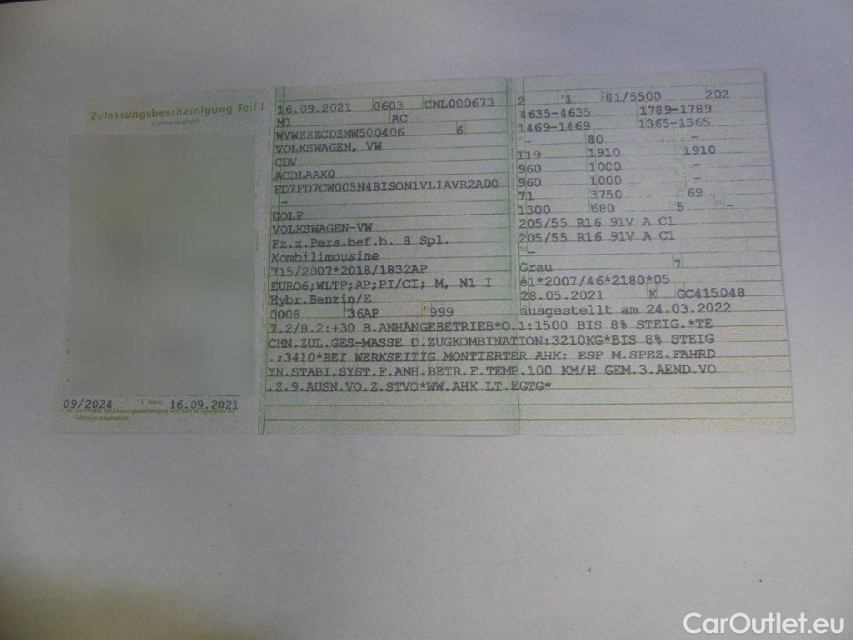 Zulassungsbescheinigung Teil I
16.09.2021 0603 CNL000673
M1 AC
6
VOLKSWAGEN, VW
CDV
ACDLAAX0
FD7FD7CW005N4BISON1VL1AVR2A00
-
GOLF
VOLKSWAGEN-VW
Fz.z.Pers.bef.b. 8 Spl.
Kombilimousine
715/2007*2018/1832AP
EURO6;WLTP;AP;PI/CI; M, N1 I
Hybr.Benzin/E
0008 36AP 999
2 1 81/5500 202
4635-4635 1789-1789
1469-1469 1365-1365
- 80 -
119 1910 1910
960 1000 -
960 1000 -
71 3750 69
1300 680 5 -
205/55 R16 91V A C1
205/55 R16 91V A C1
-
Grau 7
e1*2007/46*2180*05
28.05.2021 K GC415048
ausgestellt am 24.03.2022
7.2/8.2:+30 B.ANHÄNGEBETRIEB*O.1:1500 BIS 8% STEIG.*TE
CHN.ZUL.GES-MASSE D.ZUGKOMBINATION:3210KG*BIS 8% STEIG
.:3410*BEI WERKSEITIG MONTIERTER AHK: ESP M.SPEZ.FAHRD
YN.STABI.SYST.F.ANH.BETR.F.TEMP.100 KM/H GEM.3.AEND.VO
.Z.9.AUSN.VO.Z.STVO*WW.AHK LT.EGTG*
09/2024 16.09.2021
CarOutlet.eu